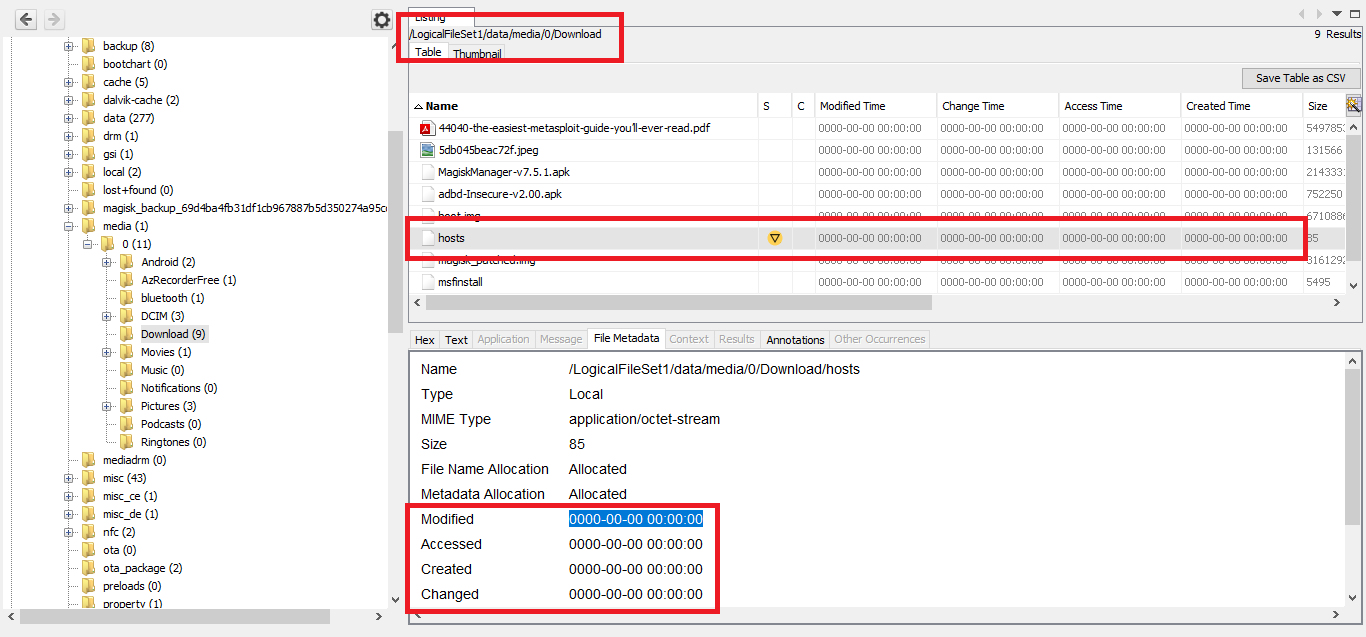 Listing
/LogicalFileSet1/data/media/0/Download
9 Results
Table Thumbnail
Save Table as CSV
Name S C Modified Time Change Time Access Time Created Time Size
44040-the-easiest-metasploit-guide-you'll-ever-read.pdf 0000-00-00 00:00:00 0000-00-00 00:00:00 0000-00-00 00:00:00 0000-00-00 00:00:00 5497853
5db045beac72f.jpeg 0000-00-00 00:00:00 0000-00-00 00:00:00 0000-00-00 00:00:00 0000-00-00 00:00:00 131566
MagiskManager-v7.5.1.apk 0000-00-00 00:00:00 0000-00-00 00:00:00 0000-00-00 00:00:00 0000-00-00 00:00:00 2143331
adbd-Insecure-v2.00.apk 0000-00-00 00:00:00 0000-00-00 00:00:00 0000-00-00 00:00:00 0000-00-00 00:00:00 752250
boot.img 0000-00-00 00:00:00 0000-00-00 00:00:00 0000-00-00 00:00:00 0000-00-00 00:00:00 6710886
hosts 0000-00-00 00:00:00 0000-00-00 00:00:00 0000-00-00 00:00:00 0000-00-00 00:00:00 85
magisk_patched.img 0000-00-00 00:00:00 0000-00-00 00:00:00 0000-00-00 00:00:00 0000-00-00 00:00:00 3161292
msfinstall 0000-00-00 00:00:00 0000-00-00 00:00:00 0000-00-00 00:00:00 0000-00-00 00:00:00 5495
backup (8)
bootchart (0)
cache (5)
dalvik-cache (2)
data (277)
drm (1)
gsi (1)
local (2)
lost+found (0)
magisk_backup_69d4ba4fb31df1cb967887b5d350274a95c
media (1)
0 (11)
Android (2)
AzRecorderFree (1)
bluetooth (1)
DCIM (3)
Download (9)
Movies (1)
Music (0)
Notifications (0)
Pictures (3)
Podcasts (0)
Ringtones (0)
mediadrm (0)
misc (43)
misc_ce (1)
misc_de (1)
nfc (2)
ota (0)
ota_package (2)
preloads (0)
property (1)
Hex Text Application Message File Metadata Context Results Annotations Other Occurrences
Name /LogicalFileSet1/data/media/0/Download/hosts
Type Local
MIME Type application/octet-stream
Size 85
File Name Allocation Allocated
Metadata Allocation Allocated
Modified 0000-00-00 00:00:00
Accessed 0000-00-00 00:00:00
Created 0000-00-00 00:00:00
Changed 0000-00-00 00:00:00